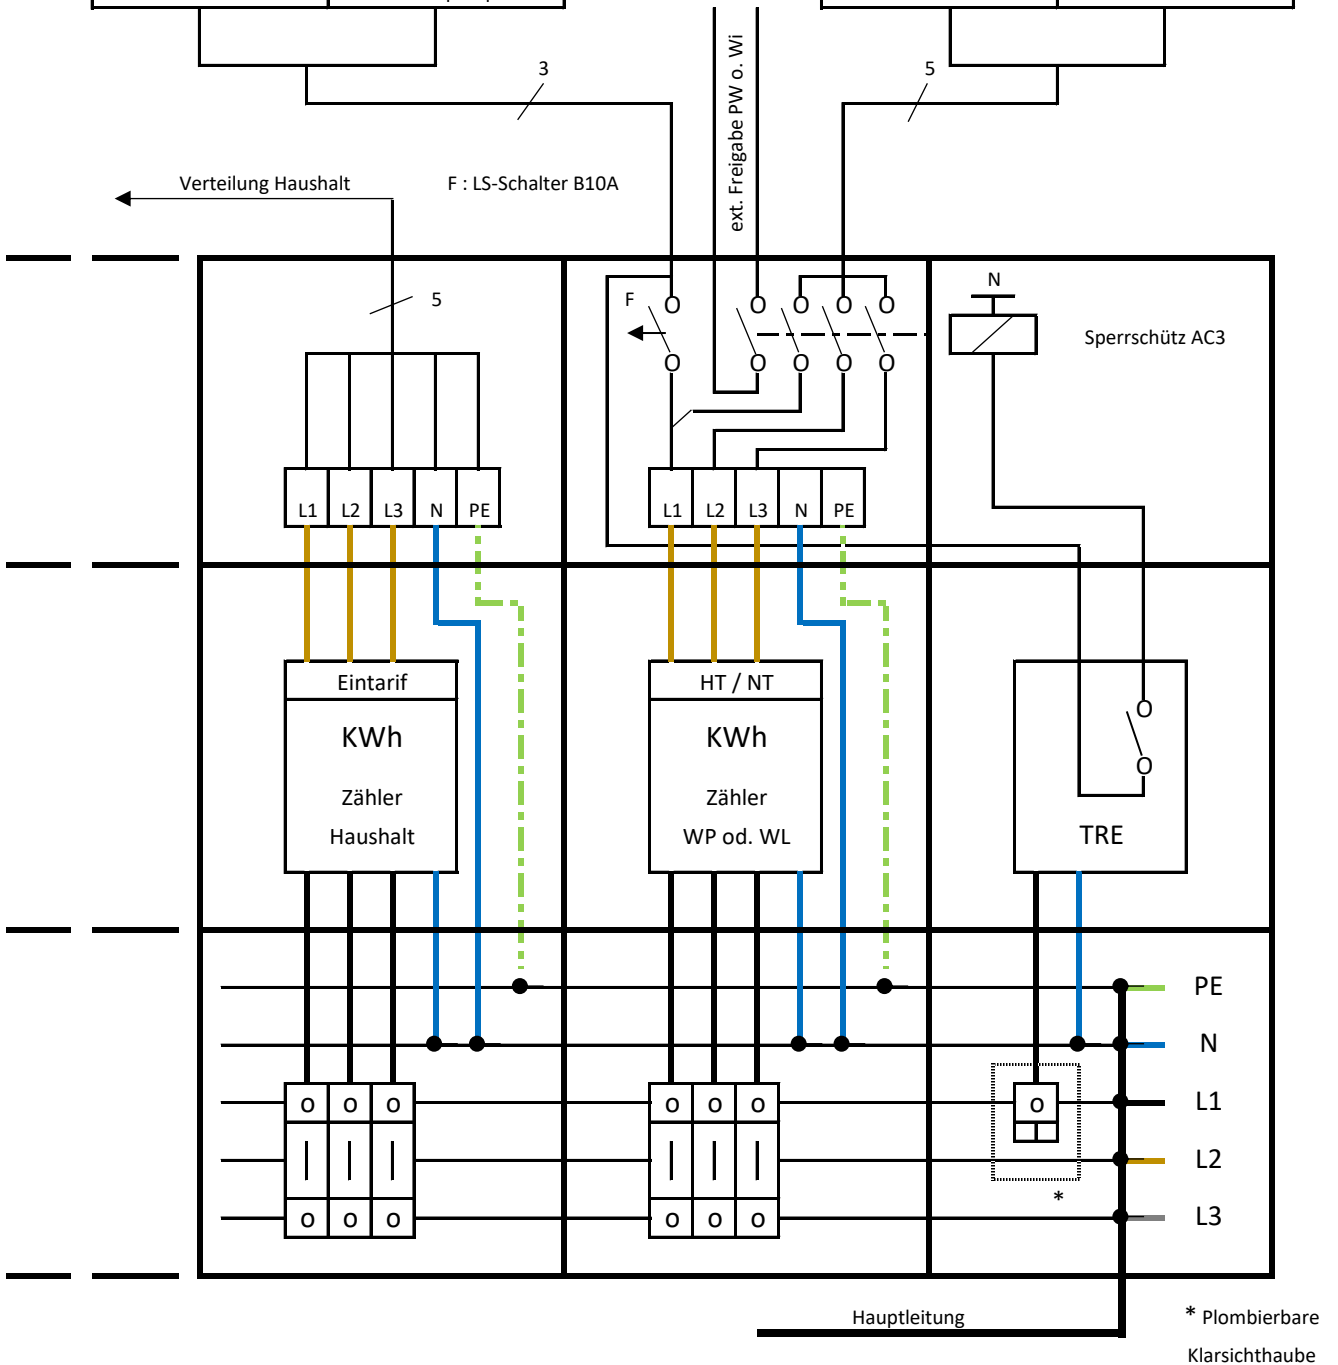 3
5
ext. Freigabe PW o. Wi
Verteilung Haushalt
F : LS-Schalter B10A
5
F
N
Sperrschütz AC3
L1 L2 L3 N PE
L1 L2 L3 N PE
Eintarif
KWh
Zähler
Haushalt
HT / NT
KWh
Zähler
WP od. WL
TRE
PE
N
L1
L2
L3
*
Hauptleitung
* Plombierbare
Klarsichthaube